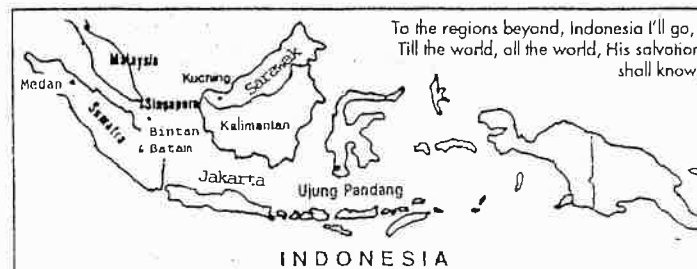 To the regions beyond, Indonesia I'll go,
Till the world, all the world, His salvation
shall know
Malaysia
Medan
Kuching
Sarawak
Singapore
Sumatra
Bintan
Kalimantan
Batam
Jakarta
Ujung Pandang
INDONESIA